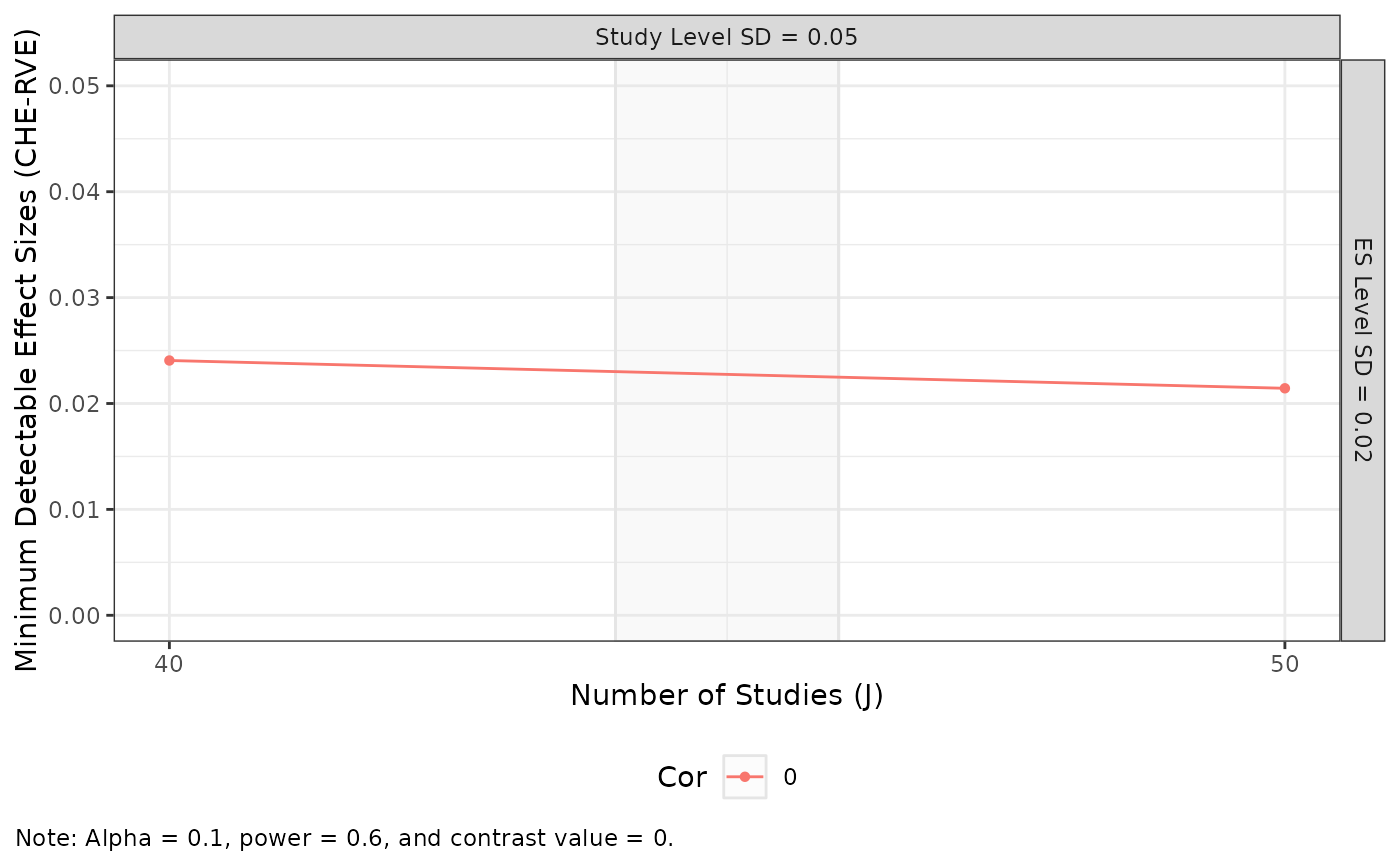 Study Level SD = 0.05
Minimum Detectable Effect Sizes (CHE-RVE)
0.05
0.04
0.03
0.02
0.01
0.00
ES Level SD = 0.02
40
50
Number of Studies (J)
Cor
0
Note: Alpha = 0.1, power = 0.6, and contrast value = 0.